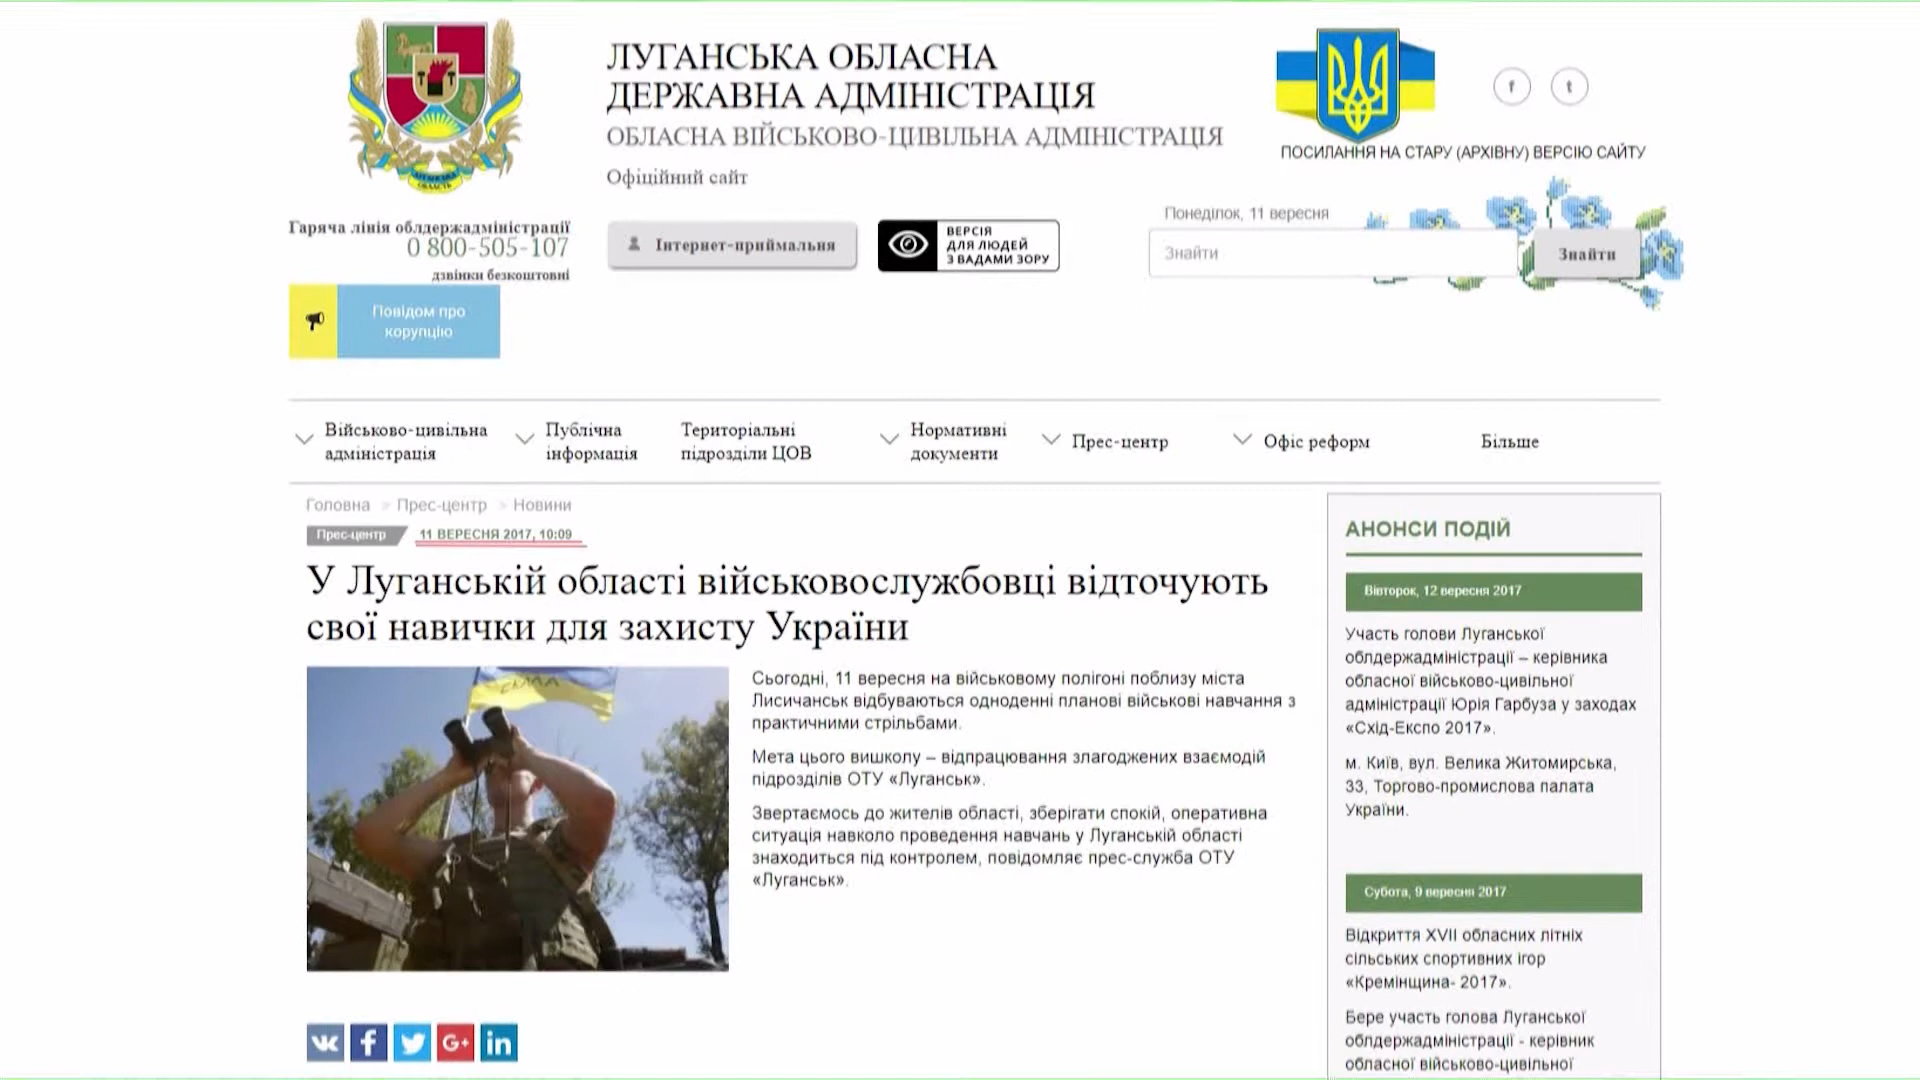 ЛУГАНСЬКА ОБЛАСНА
ДЕРЖАВНА АДМІНІСТРАЦІЯ
ОБЛАСНА ВІЙСЬКОВО-ЦИВІЛЬНА АДМІНІСТРАЦІЯ
Офіційний сайт
ПОСИЛАННЯ НА СТАРУ (АРХІВНУ) ВЕРСІЮ САЙТУ
Гаряча лінія облдержадміністрації
0 800-505-107
дзвінки безкоштовні
Інтернет-приймальня
ВЕРСІЯ
ДЛЯ ЛЮДЕЙ
З ВАДАМИ ЗОРУ
Понеділок, 11 вересня
Знайти
Знайти
Повідом про
корупцію
Військово-цивільна
адміністрація
Публічна
інформація
Територіальні
підрозділи ЦОВ
Нормативні
документи
Прес-центр
Офіс реформ
Більше
Головна » Прес-центр » Новини
Прес-центр 11 ВЕРЕСНЯ 2017, 10:09
У Луганській області військовослужбовці відточують
свої навички для захисту України
Сьогодні, 11 вересня на військовому полігоні поблизу міста
Лисичанськ відбуваються одноденні планові військові навчання з
практичними стрільбами.
Мета цього вишколу – відпрацювання злагоджених взаємодій
підрозділів ОТУ «Луганськ».
Звертаємось до жителів області, зберігати спокій, оперативна
ситуація навколо проведення навчань у Луганській області
знаходиться під контролем, повідомляє прес-служба ОТУ
«Луганськ».
АНОНСИ ПОДІЙ
Вівторок, 12 вересня 2017
Участь голови Луганської
облдержадміністрації – керівника
обласної військово-цивільної
адміністрації Юрія Гарбуза у заходах
«Схід-Експо 2017».
м. Київ, вул. Велика Житомирська,
33, Торгово-промислова палата
України.
Субота, 9 вересня 2017
Відкриття XVII обласних літніх
сільських спортивних ігор
«Кремінщина- 2017».
Бере участь голова Луганської
облдержадміністрації - керівник
обласної військово-цивільної